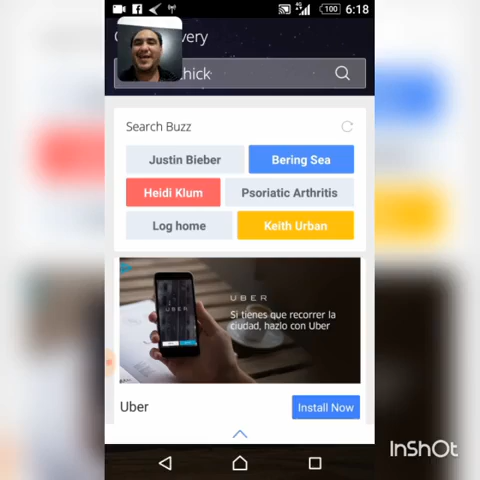 100 6:18
very
hick
Search Buzz
Justin Bieber
Bering Sea
Heidi Klum
Psoriatic Arthritis
Log home
Keith Urban
UBER
UBER
Si tienes que recorrer la
ciudad, hazlo con Uber
Uber
Install Now
InShOt